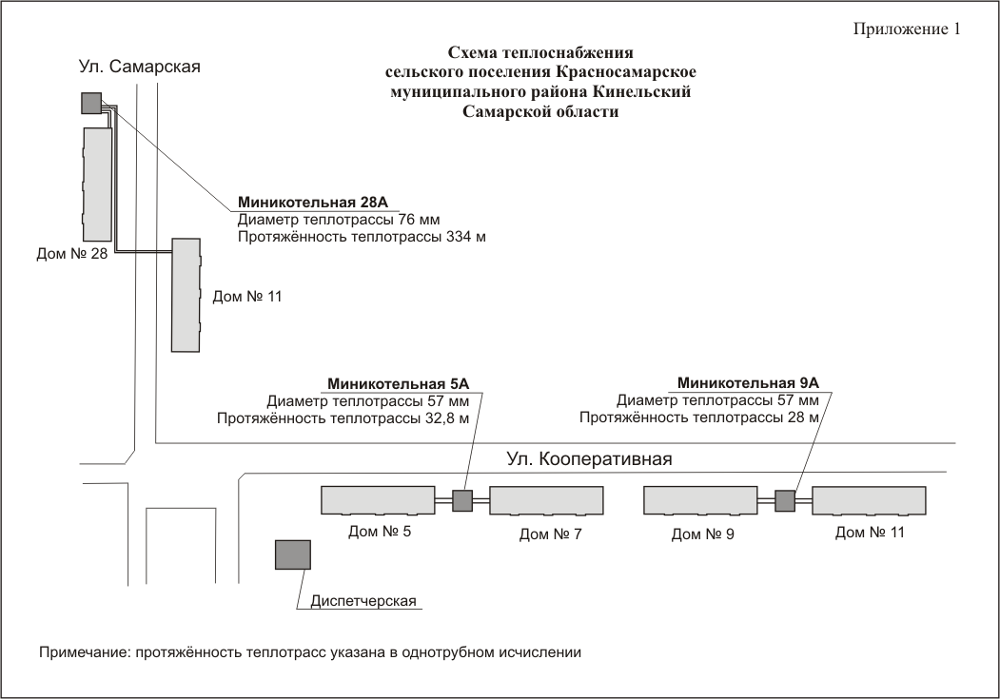 Приложение 1
Схема теплоснабжения
сельского поселения Красносамарское
муниципального района Кинельский
Самарской области
Ул. Самарская
Миникотельная 28А
Диаметр теплотрассы 76 мм
Протяжённость теплотрассы 334 м
Дом № 28
Дом № 11
Миникотельная 5А
Диаметр теплотрассы 57 мм
Протяжённость теплотрассы 32,8 м
Миникотельная 9А
Диаметр теплотрассы 57 мм
Протяжённость теплотрассы 28 м
Ул. Кооперативная
Дом № 5
Дом № 7
Дом № 9
Дом № 11
Диспетчерская
Примечание: протяжённость теплотрасс указана в однотрубном исчислении